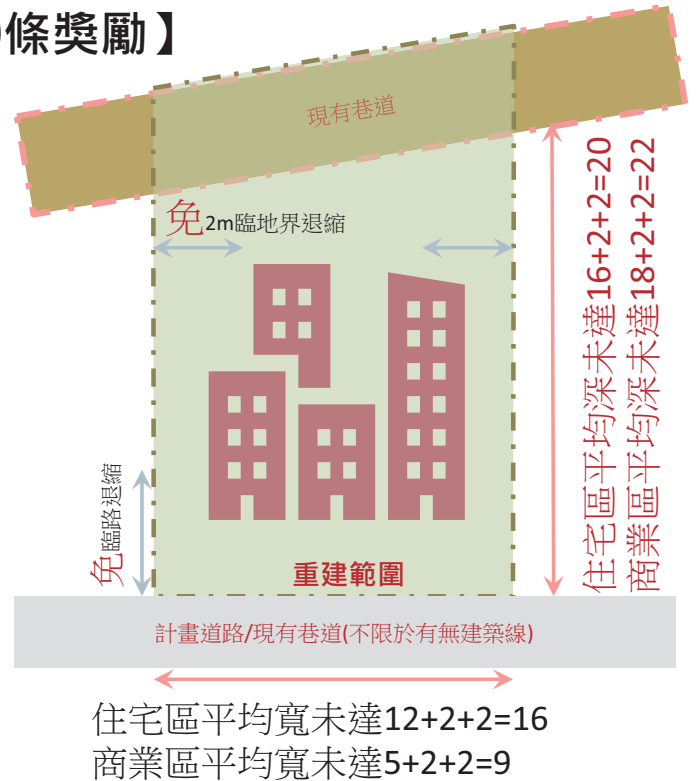 條獎勵】
現有巷道
免2m臨地界退縮
住宅區平均深未達16+2+2=20
商業區平均深未達18+2+2=22
免臨路退縮
重建範圍
計畫道路/現有巷道(不限於有無建築線)
住宅區平均寬未達12+2+2=16
商業區平均寬未達5+2+2=9